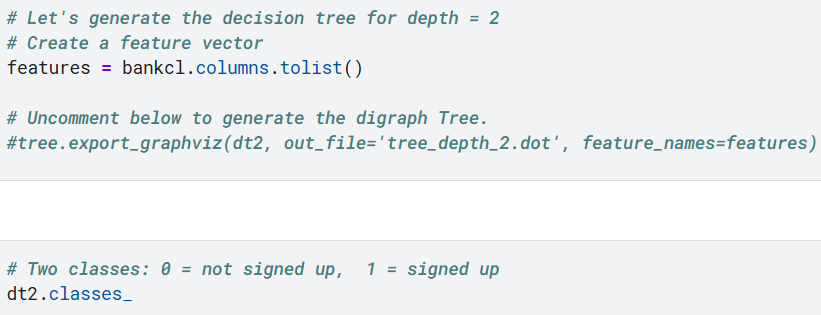 # Let's generate the decision tree for depth = 2
# Create a feature vector
features = bankcl.columns.tolist()
# Uncomment below to generate the digraph Tree.
#tree.export_graphviz(dt2, out_file='tree_depth_2.dot', feature_names=features)
# Two classes: 0 = not signed up,  1 = signed up
dt2.classes_